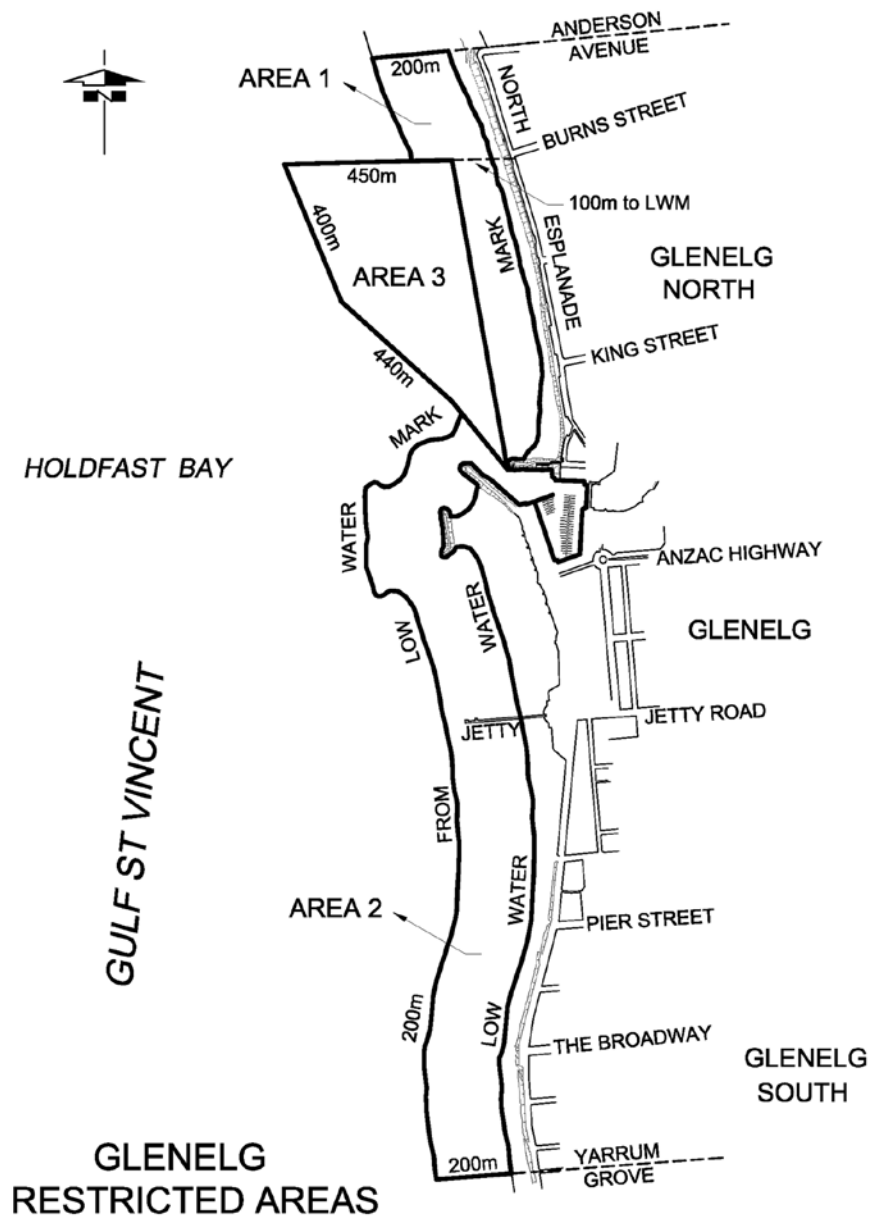 ANDERSON
AVENUE
200m
AREA 1
NORTH
BURNS STREET
N
450m
100m to LWM
400m
MARK
ESPLANADE
AREA 3
GLENELG
NORTH
KING STREET
440m
MARK
HOLDFAST BAY
WATER
ANZAC HIGHWAY
WATER
LOW
GLENELG
JETTY
JETTY ROAD
GULF ST VINCENT
FROM
WATER
AREA 2
PIER STREET
200m
LOW
THE BROADWAY
GLENELG
SOUTH
200m
YARRUM
GROVE
GLENELG
RESTRICTED AREAS